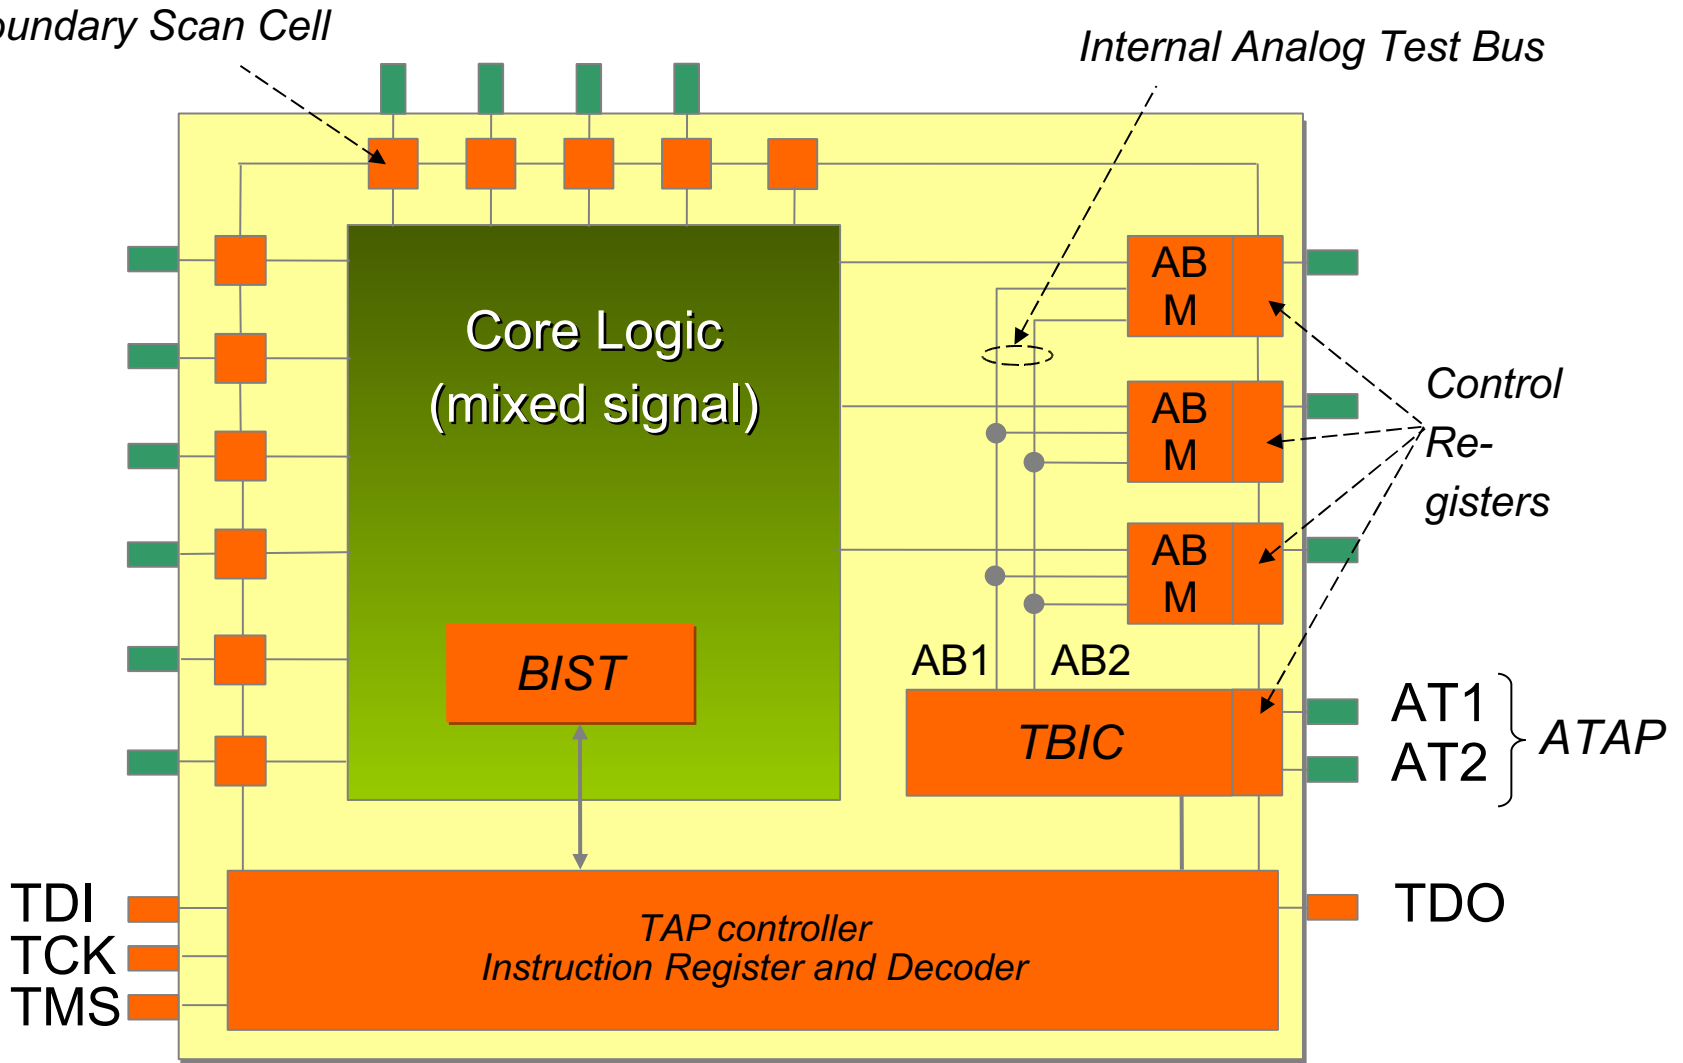 oundary Scan Cell
Internal Analog Test Bus
AB
M
Core Logic
(mixed signal)
Control
Re-
gisters
AB
M
AB
M
BIST
AB1
AB2
TBIC
AT1
AT2
ATAP
TDI
TCK
TMS
TAP controller
Instruction Register and Decoder
TDO